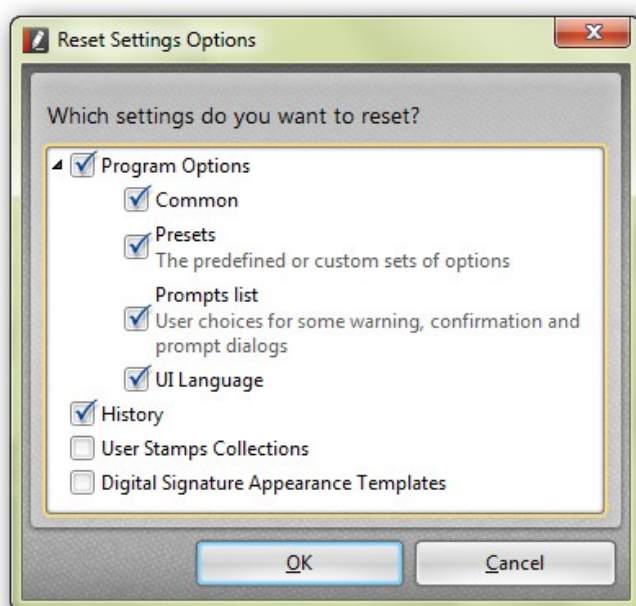 Reset Settings Options
Which settings do you want to reset?
Program Options
Common
Presets
The predefined or custom sets of options
Prompts list
User choices for some warning, confirmation and
prompt dialogs
UI Language
History
User Stamps Collections
Digital Signature Appearance Templates
OK
Cancel